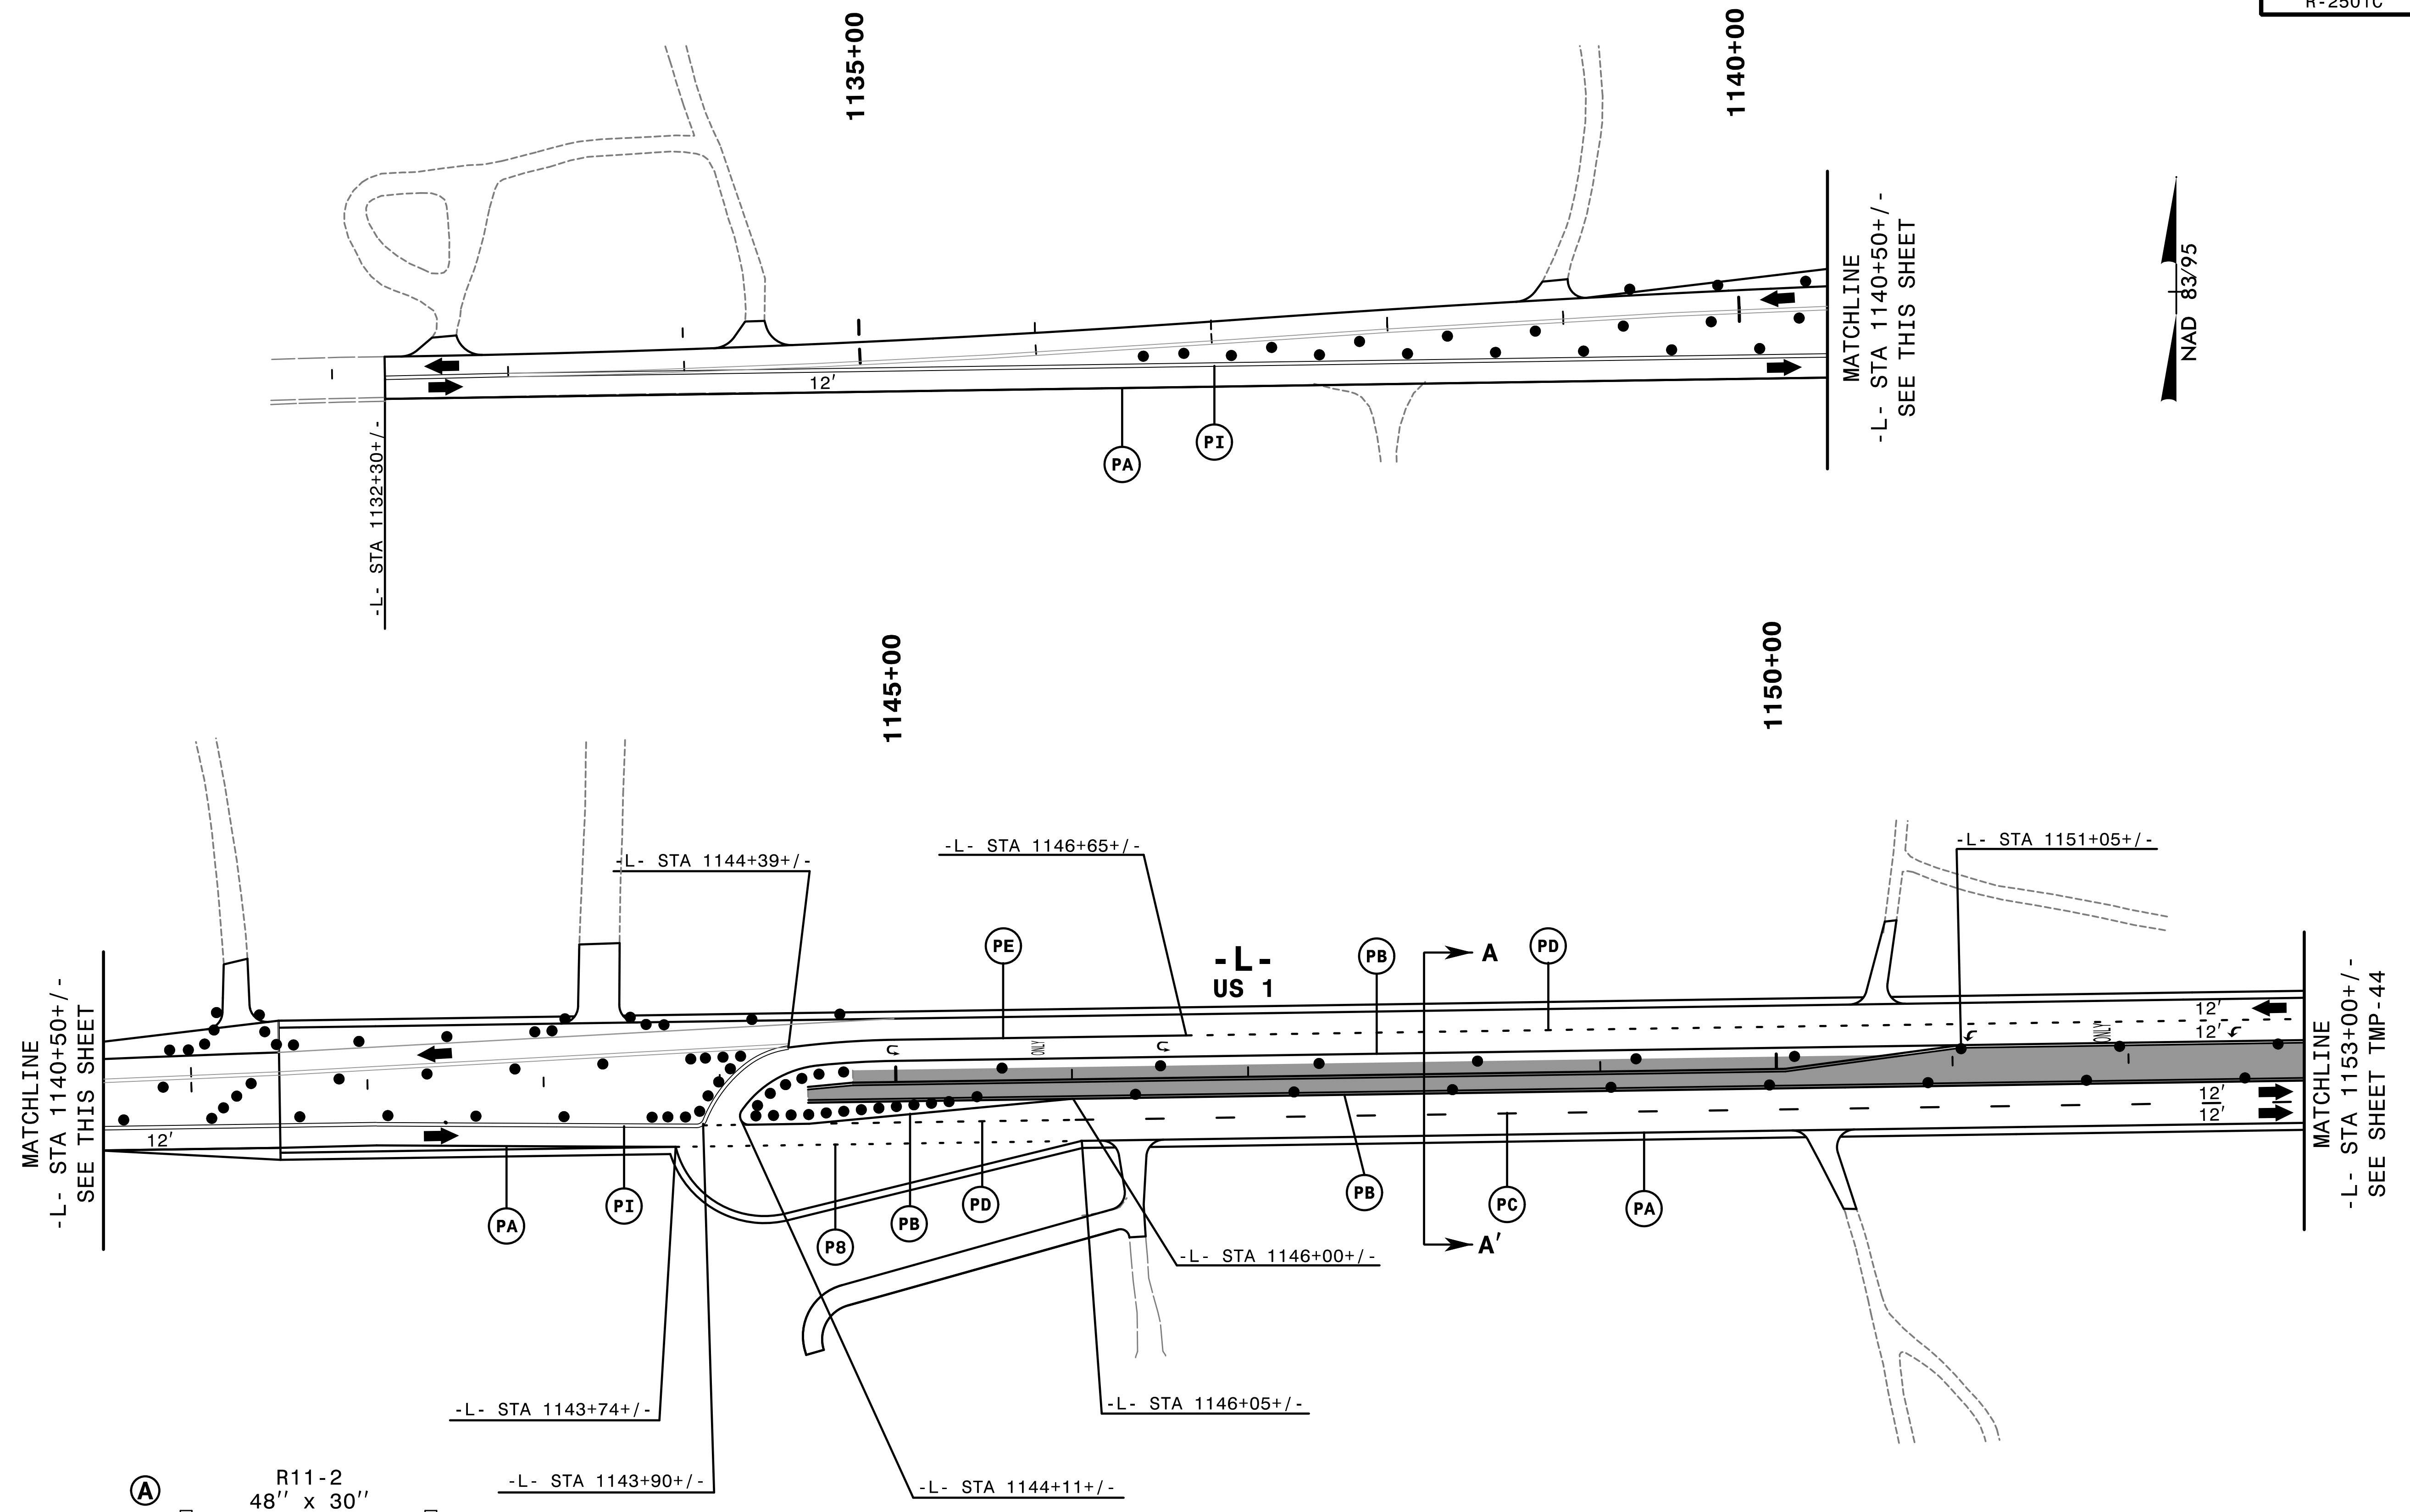 R-2501C
1135+00
1140+00
MATCHLINE
-L- STA 1140+50+/-
SEE THIS SHEET
NAD 83/95
12'
-L- STA 1132+30+/-
PI
PA
1145+00
1150+00
-L- STA 1144+39+/-
-L- STA 1146+65+/-
-L- STA 1151+05+/-
PE
-L-
US 1
PB
A
PD
MATCHLINE
-L- STA 1140+50+/-
SEE THIS SHEET
12'
ONLY
ONLY
12'
12'
12'
12'
MATCHLINE
-L- STA 1153+00+/-
SEE SHEET TMP-44
PA
PI
P8
PB
PD
PB
PC
PA
A'
-L- STA 1146+00+/-
-L- STA 1143+74+/-
-L- STA 1146+05+/-
-L- STA 1143+90+/-
-L- STA 1144+11+/-
A
R11-2
48'' x 30''